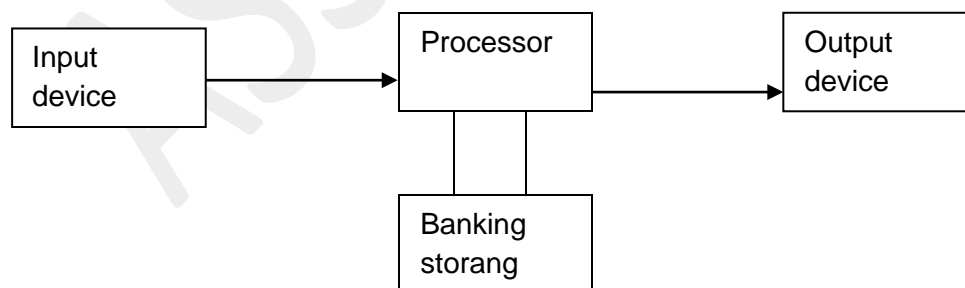 Input
device
Processor
Output
device
Banking
storang